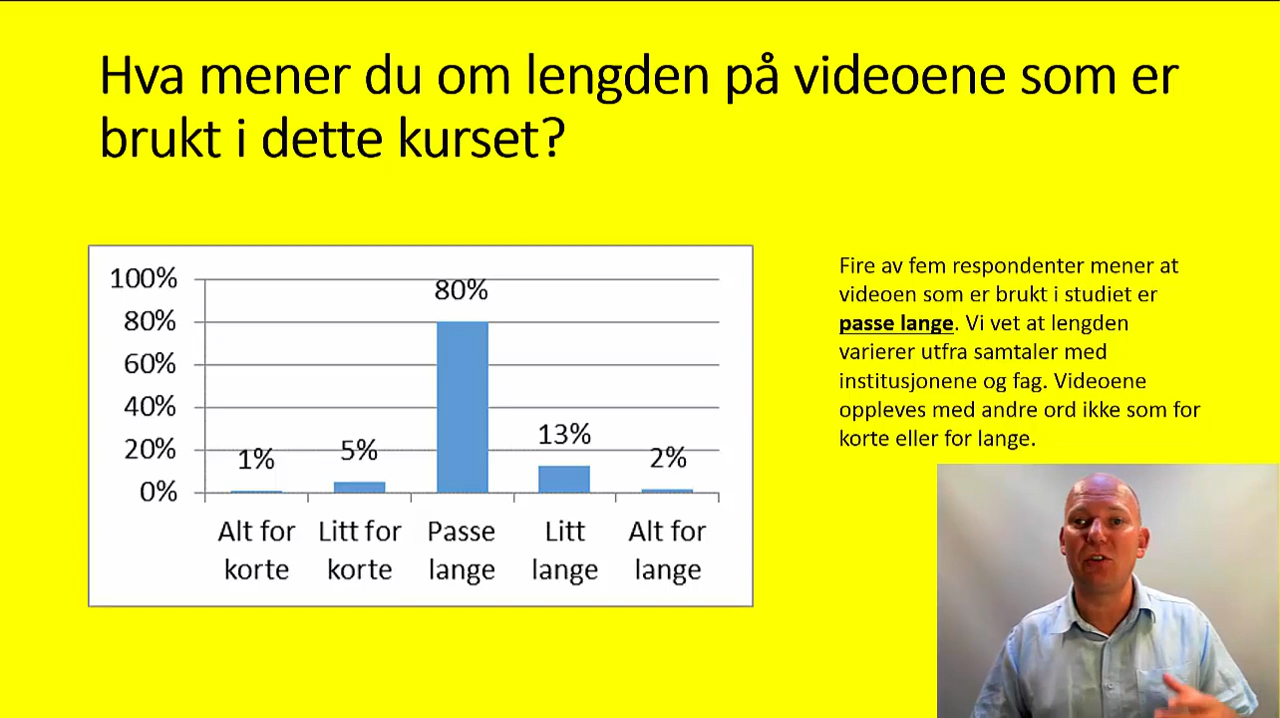 Hva mener du om lengden på videoene som er
brukt i dette kurset?
100%
80%
60%
40%
20%
0%
1%
5%
80%
13%
2%
Alt for
korte
Litt for
korte
Passe
lange
Litt
lange
Alt for
lange
Fire av fem respondenter mener at
videoen som er brukt i studiet er
passe lange. Vi vet at lengden
varierer utfra samtaler med
institusjonene og fag. Videoene
oppleves med andre ord ikke som for
korte eller for lange.